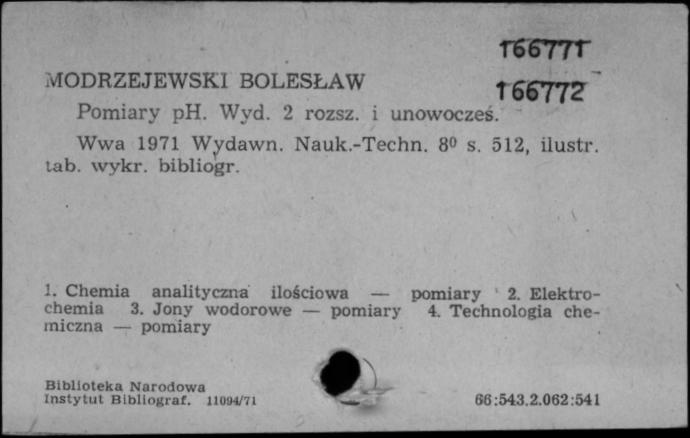 166771
MODRZEJEWSKI BOLESŁAW
166772
Pomiary pH. Wyd. 2 rozsz. i unowocześ.
Wwa 1971 Wydawn. Nauk.-Techn. 8⁰ s. 512, ilustr.
tab. wykr. bibliogr.
1. Chemia analityczna ilościowa — pomiary 2. Elektro-
chemia 3. Jony wodorowe — pomiary 4. Technologia che-
miczna — pomiary
Biblioteka Narodowa
Instytut Bibliograf. 11094/71
66:543.2.062:541